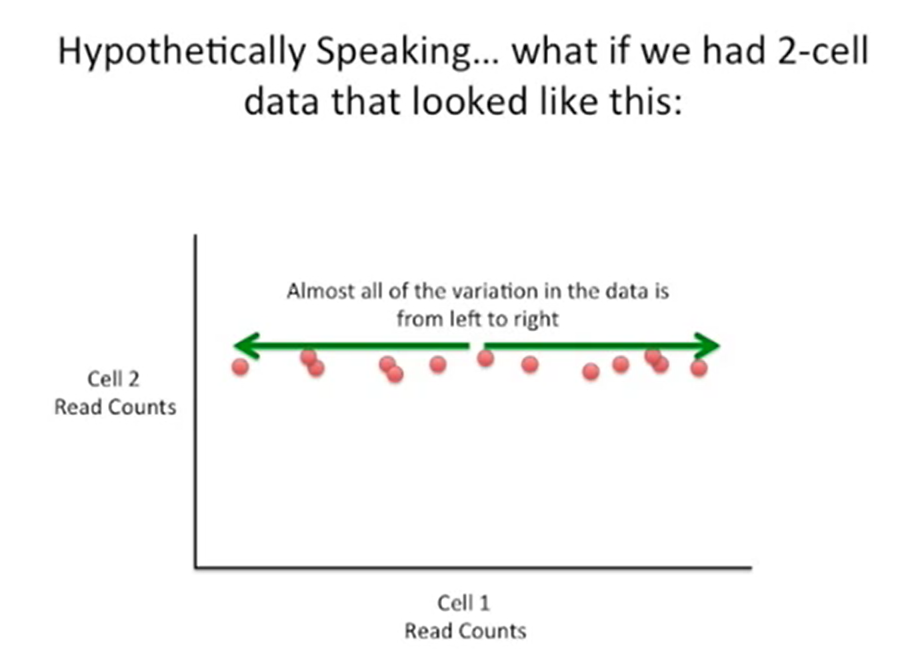 Hypothetically Speaking... what if we had 2-cell
data that looked like this:
Almost all of the variation in the data is
from left to right
Cell 2
Read Counts
Cell 1
Read Counts